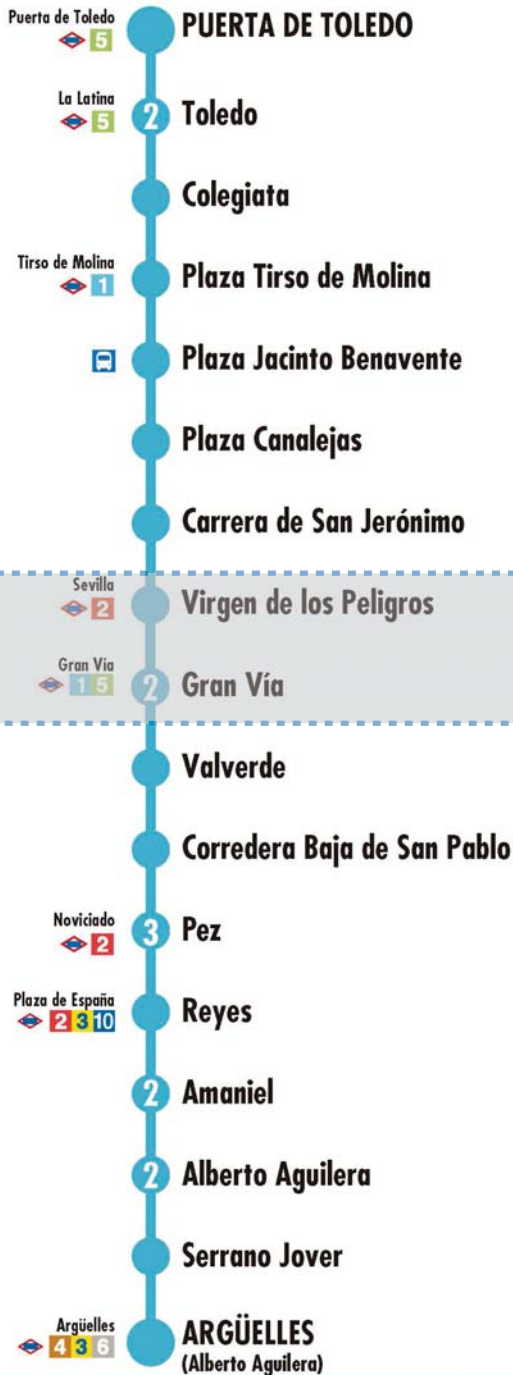 Puerta de Toledo
5
PUERTA DE TOLEDO
La Latina
5
2
Toledo
Colegiata
Tirso de Molina
1
Plaza Tirso de Molina
Plaza Jacinto Benavente
Plaza Canalejas
Carrera de San Jerónimo
Sevilla
2
Virgen de los Peligros
Gran Vía
1 5
2
Gran Vía
Valverde
Corredera Baja de San Pablo
Noviciado
2
3
Pez
Plaza de España
2 3 10
Reyes
2
Amaniel
2
Alberto Aguilera
Serrano Jover
Argüelles
4 3 6
ARGÜELLES
(Alberto Aguilera)